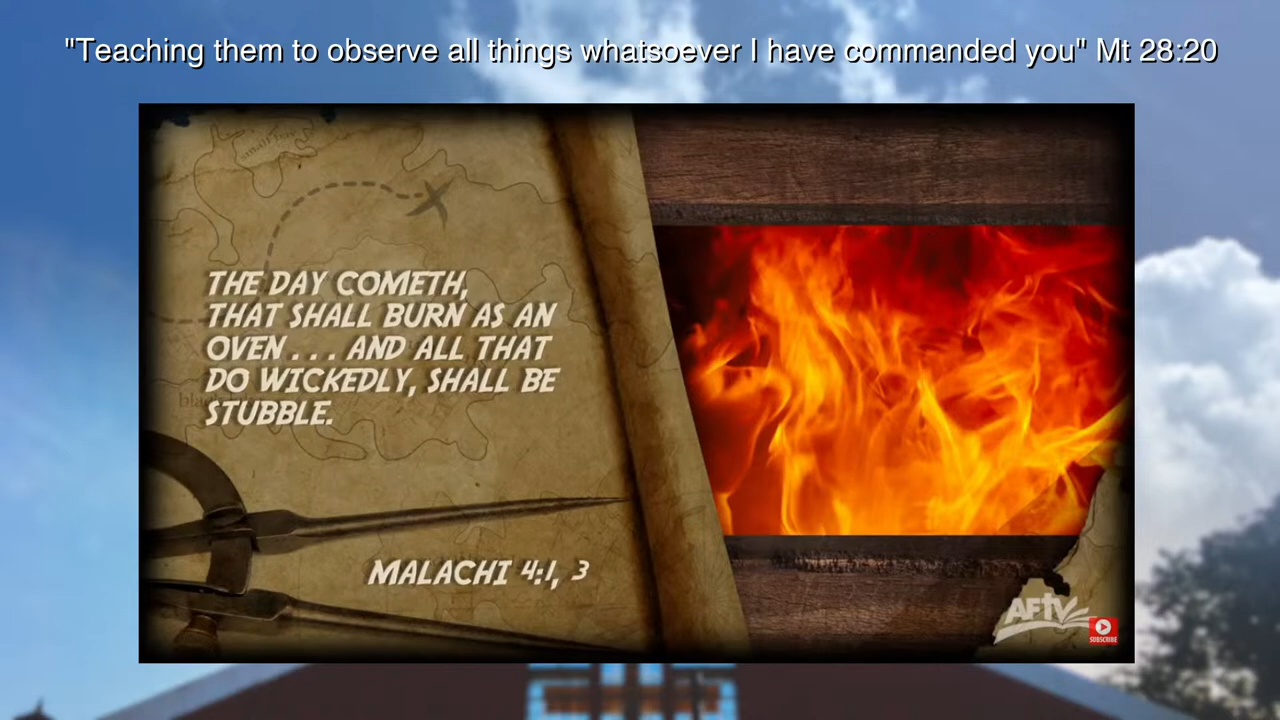 "Teaching them to observe all things whatsoever I have commanded you" Mt 28:20
THE DAY COMETH,
THAT SHALL BURN AS AN
OVEN . . . AND ALL THAT
DO WICKEDLY, SHALL BE
STUBBLE.
MALACHI 4:1, 3
AFTV
SUBSCRIBE